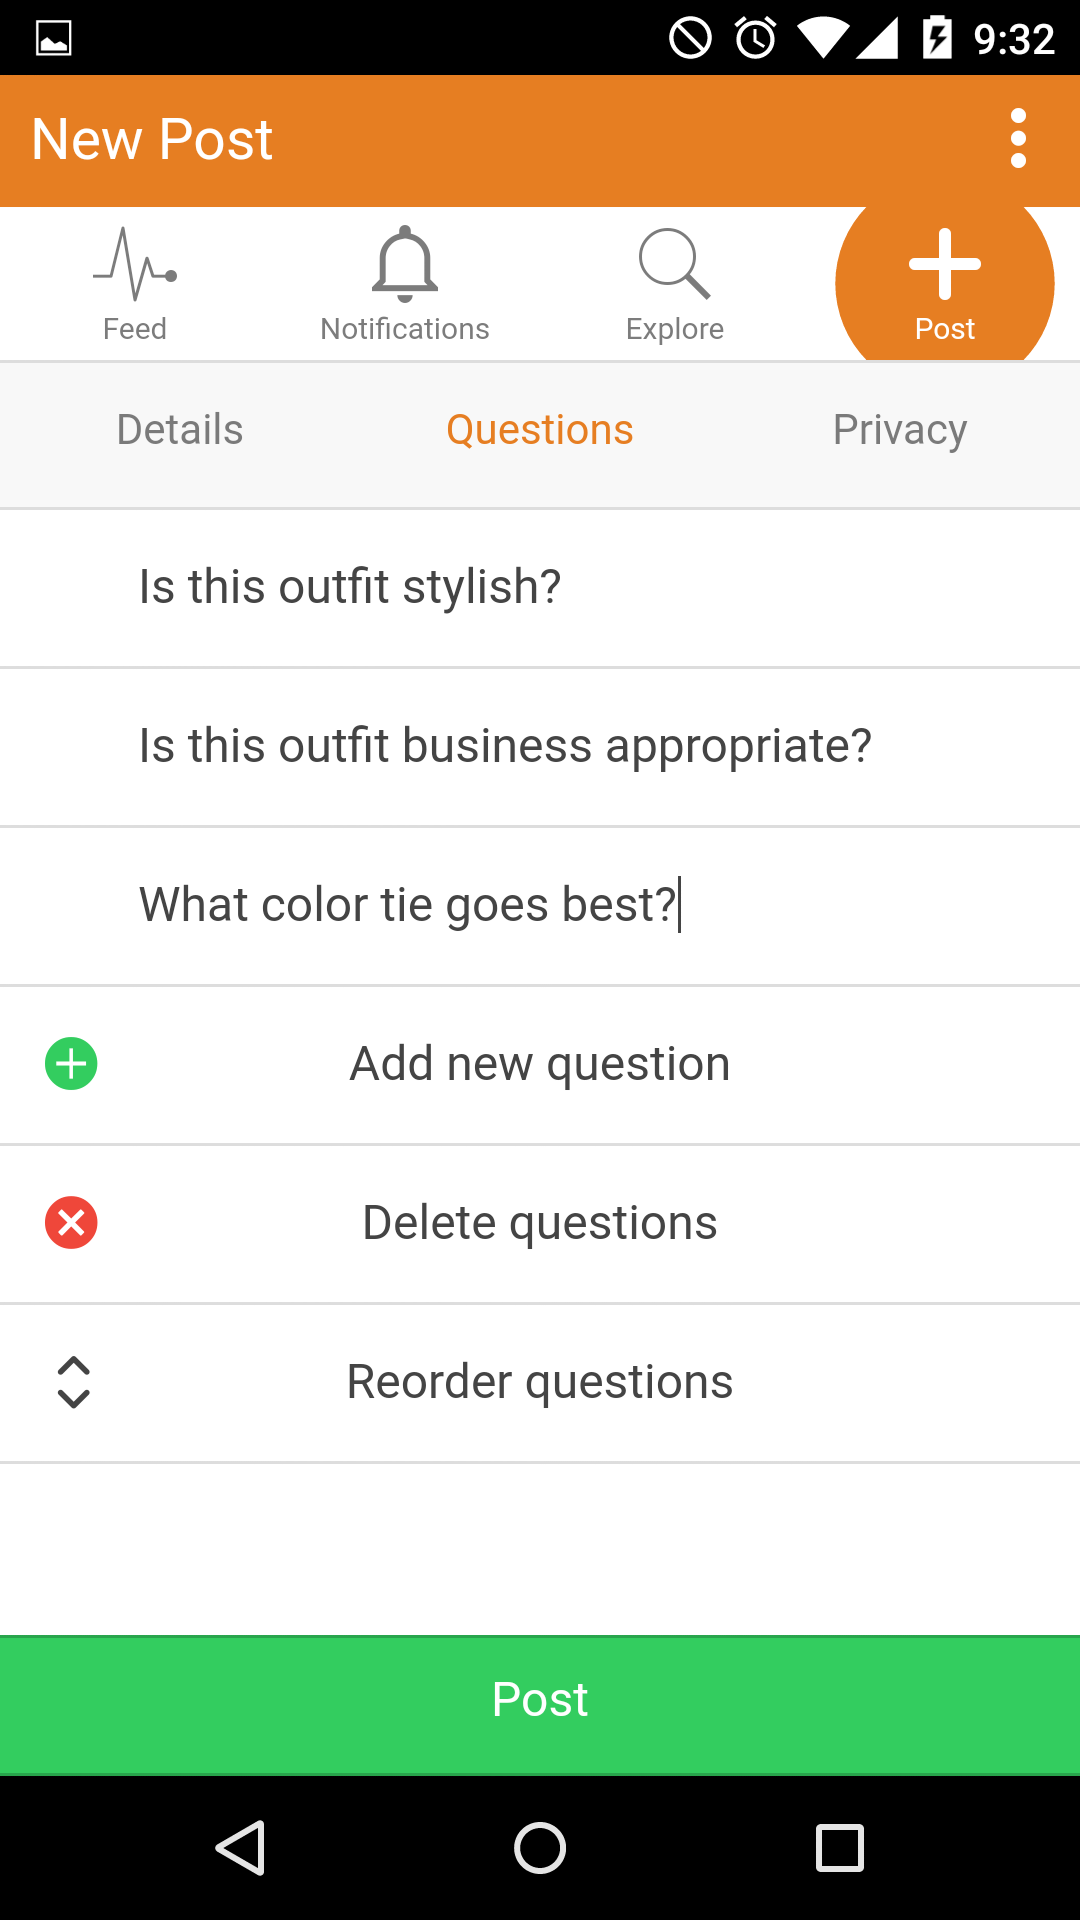 9:32
New Post
Feed Notifications Explore Post
Details Questions Privacy
Is this outfit stylish?
Is this outfit business appropriate?
What color tie goes best?
Add new question
Delete questions
Reorder questions
Post